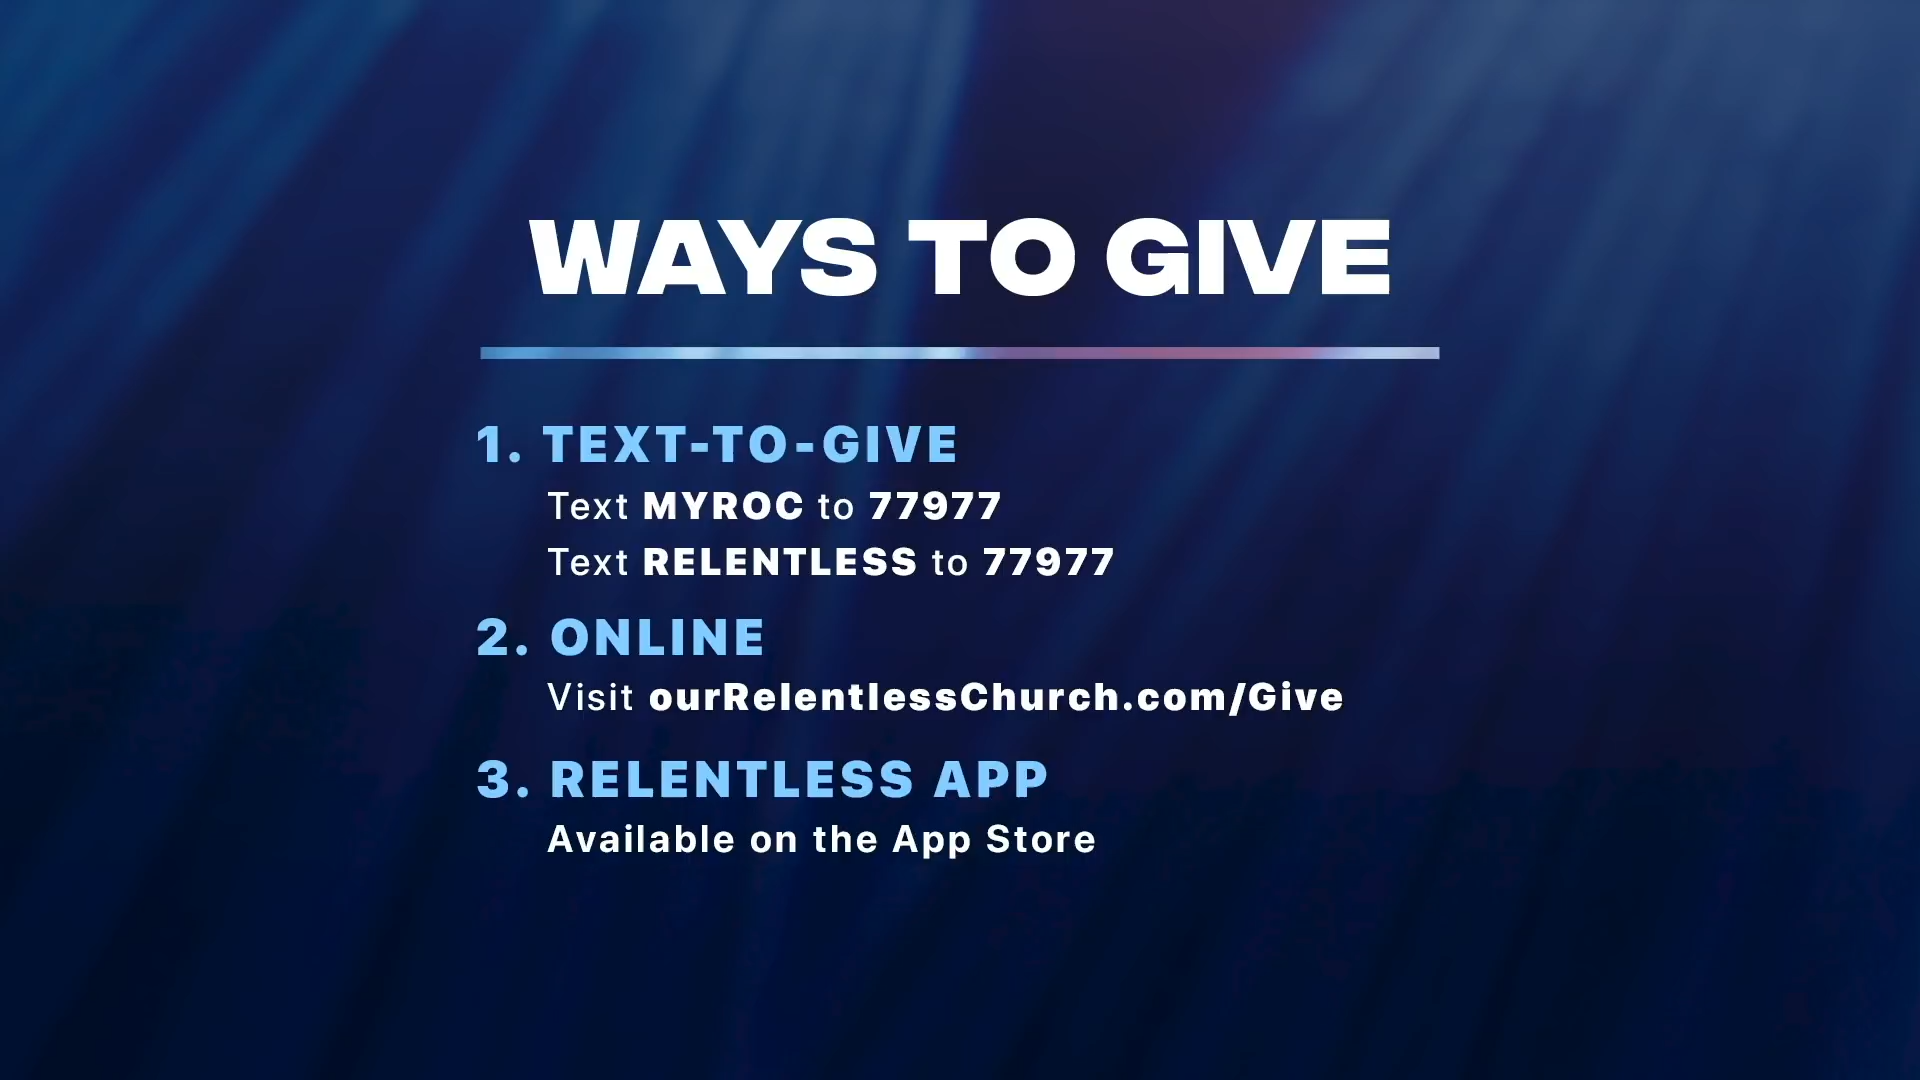 WAYS TO GIVE
1. TEXT-TO-GIVE
Text MYROC to 77977
Text RELENTLESS to 77977
2. ONLINE
Visit ourRelentlessChurch.com/Give
3. RELENTLESS APP
Available on the App Store